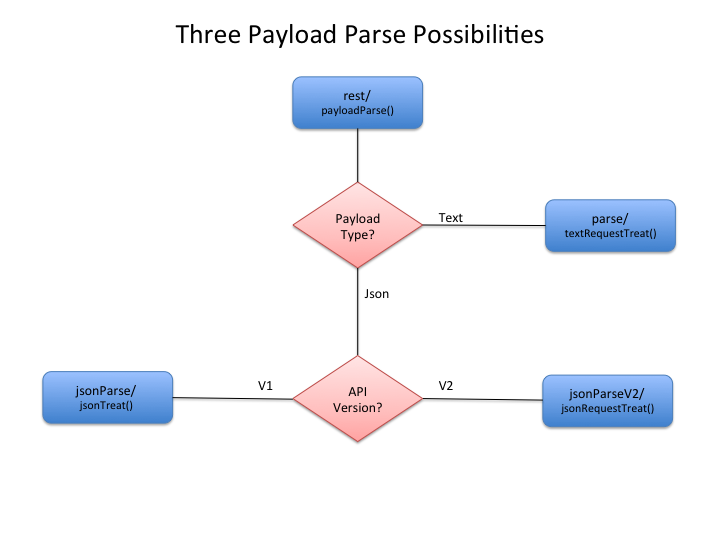 Three Payload Parse Possibilities
rest/
payloadParse()
Payload
Type?
Text
parse/
textRequestTreat()
Json
jsonParse/
jsonTreat()
V1
API
Version?
V2
jsonParseV2/
jsonRequestTreat()